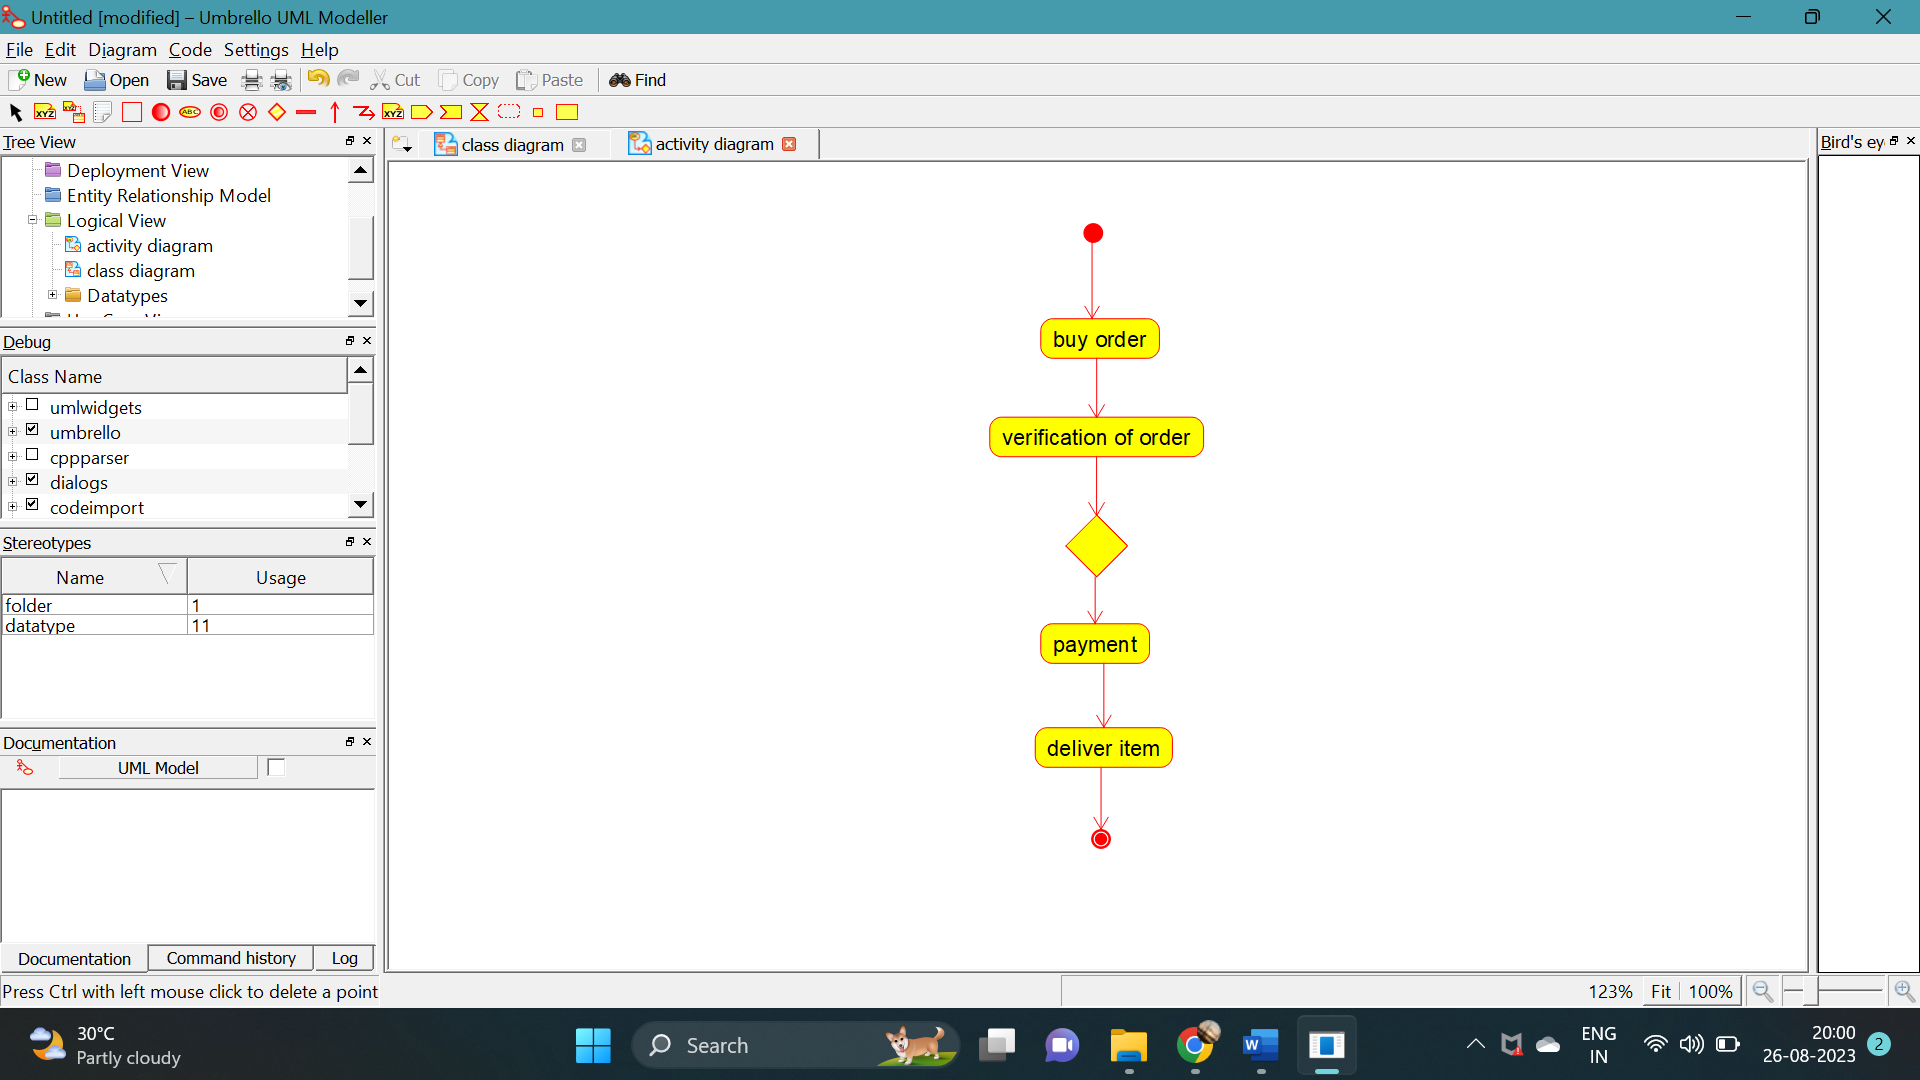 Untitled [modified] – Umbrello UML Modeller
File Edit Diagram Code Settings Help
New Open Save Cut Copy Paste Find
XYZ XYZ ABC XYZ
Tree View
class diagram
activity diagram
Bird's ey
Deployment View
Entity Relationship Model
Logical View
activity diagram
class diagram
Datatypes
Debug
Class Name
umlwidgets
umbrello
cppparser
dialogs
codeimport
Stereotypes
Name Usage
folder 1
datatype 11
Documentation
UML Model
Documentation Command history Log
buy order
verification of order
payment
deliver item
Press Ctrl with left mouse click to delete a point
123% Fit 100%
30°C
Partly cloudy
Search
W
ENG
IN
20:00
26-08-2023
2